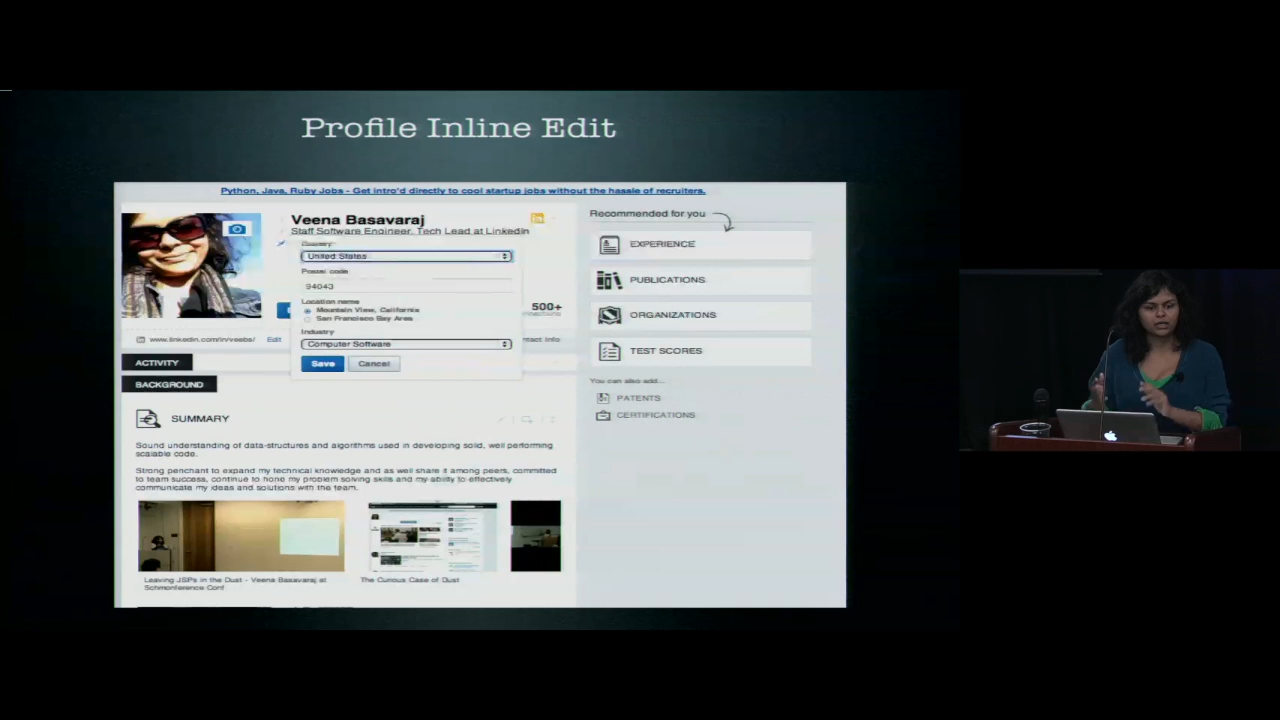 Profile Inline Edit
Python, Java, Ruby Jobs - Get intro'd directly to cool startup jobs without the hassle of recruiters.
Veena Basavaraj
Staff Software Engineer, Tech Lead at LinkedIn
Country
United States
Postal code
94043
Location name
Mountain View, California
San Francisco Bay Area
Industry
Computer Software
Save Cancel
500+
www.linkedin.com/in/veebs/ Edit
ntact Info
ACTIVITY
BACKGROUND
SUMMARY
Sound understanding of data-structures and algorithms used in developing solid, well performing
scalable code.
Strong penchant to expand my technical knowledge and as well share it among peers, committed
to team success, continue to hone my problem solving skills and my ability to effectively
communicate my ideas and solutions with the team.
Leaving JSPs in the Dust - Veena Basavaraj at
Schmonference Conf
The Curious Case of Dust
Recommended for you
EXPERIENCE
PUBLICATIONS
ORGANIZATIONS
TEST SCORES
You can also add...
PATENTS
CERTIFICATIONS